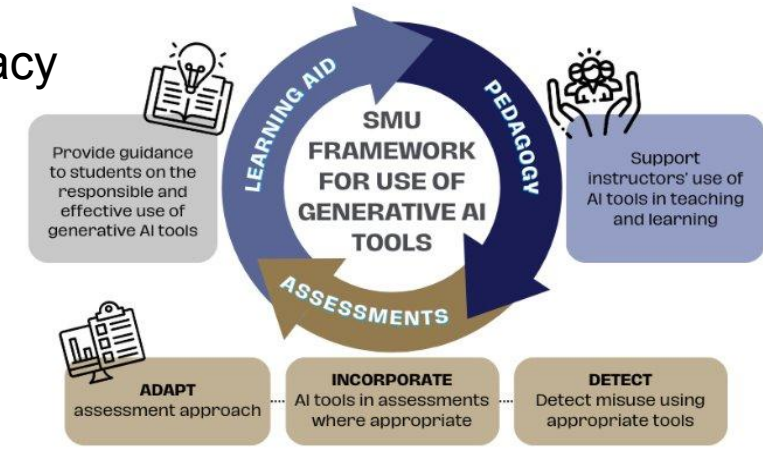 acy
LEARNING AID
PEDAGOGY
ASSESSMENTS
SMU
FRAMEWORK
FOR USE OF
GENERATIVE AI
TOOLS
Provide guidance
to students on the
responsible and
effective use of
generative AI tools
Support
instructors' use of
AI tools in teaching
and learning
ADAPT
assessment approach
INCORPORATE
AI tools in assessments
where appropriate
DETECT
Detect misuse using
appropriate tools